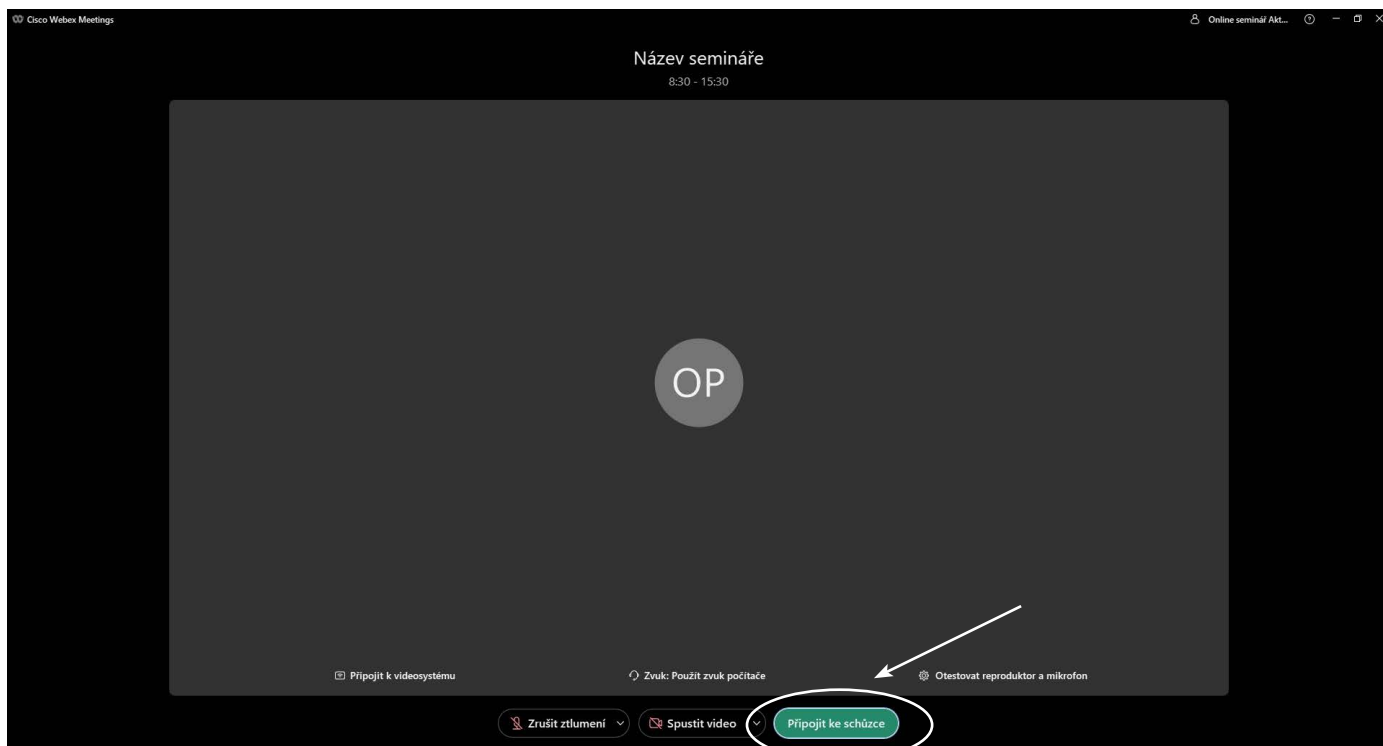 Cisco Webex Meetings
Online seminář Akt...
Název semináře
8:30 - 15:30
OP
Připojit k videosystému
Zvuk: Použít zvuk počítače
Otestovat reproduktor a mikrofon
Zrušit ztlumení
Spustit video
Připojit ke schůzce